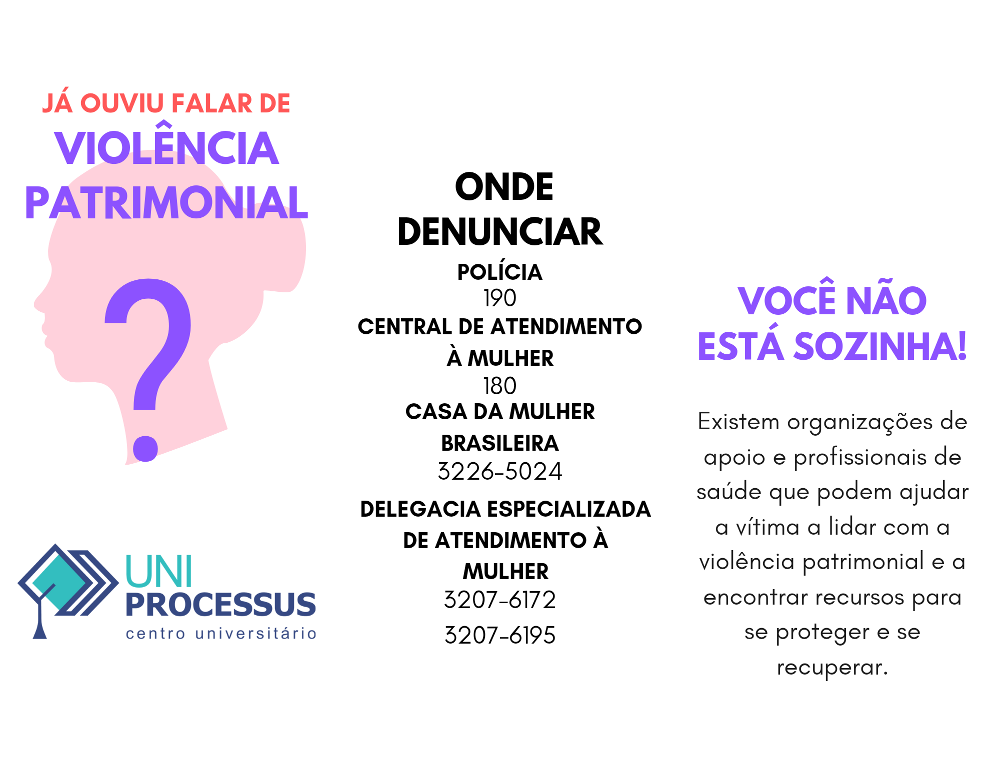 JÁ OUVIU FALAR DE
VIOLÊNCIA
PATRIMONIAL
?
UNI
PROCESSUS
centro universitário
ONDE
DENUNCIAR
POLÍCIA
190
CENTRAL DE ATENDIMENTO
À MULHER
180
CASA DA MULHER
BRASILEIRA
3226-5024
DELEGACIA ESPECIALIZADA
DE ATENDIMENTO À
MULHER
3207-6172
3207-6195
VOCÊ NÃO
ESTÁ SOZINHA!
Existem organizações de
apoio e profissionais de
saúde que podem ajudar
a vítima a lidar com a
violência patrimonial e a
encontrar recursos para
se proteger e se
recuperar.